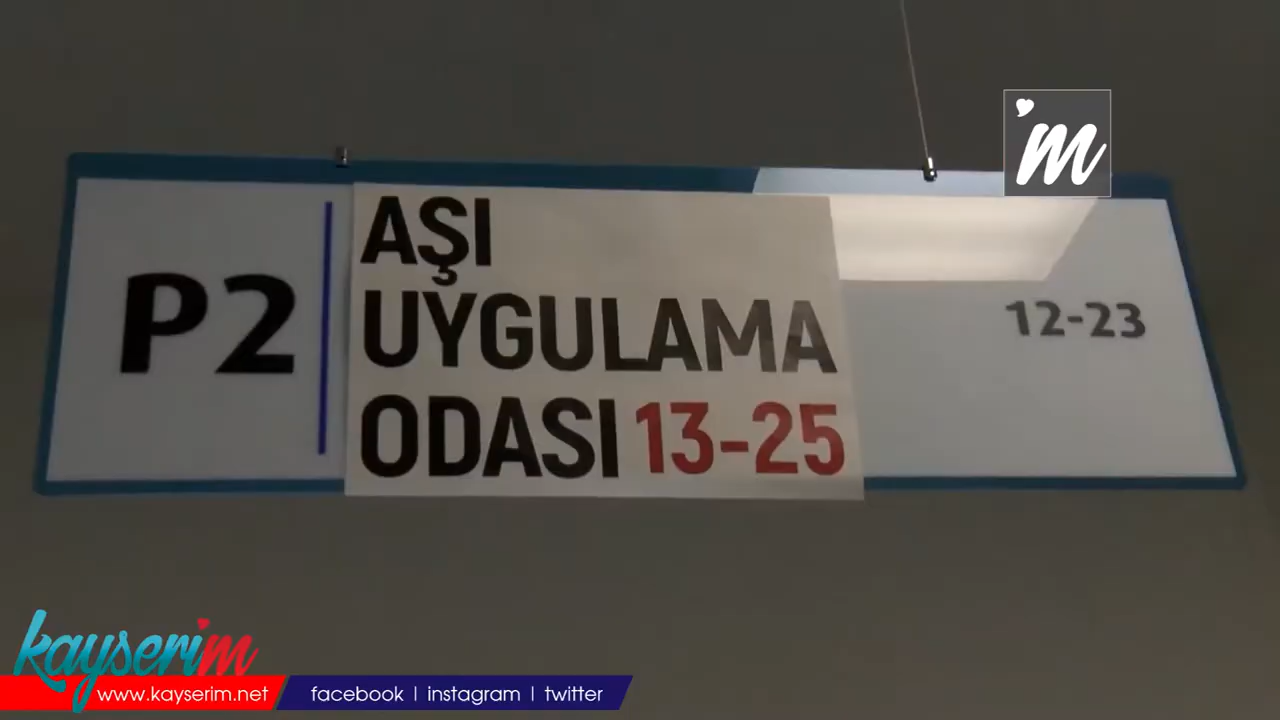 'm
P2
AŞI
UYGULAMA
ODASI 13-25
12-23
kayserim
www.kayserim.net
facebook | instagram | twitter